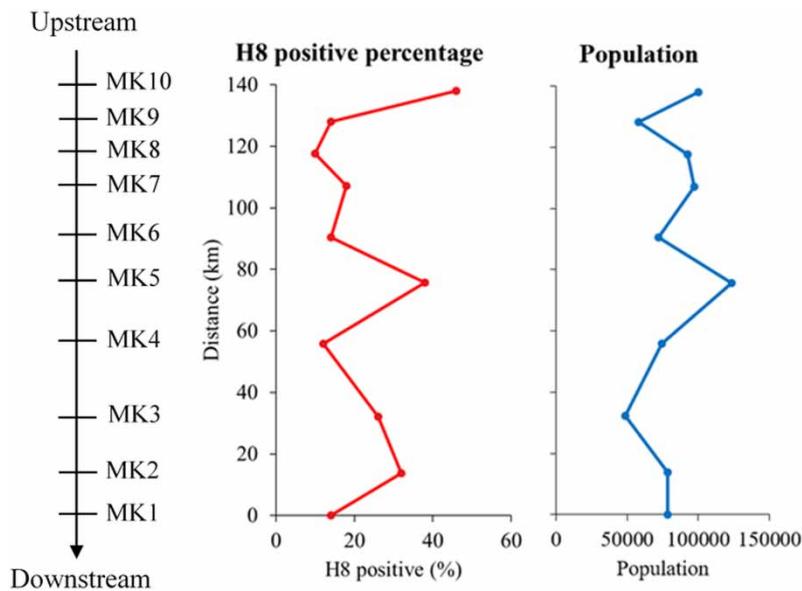 Upstream
MK10
MK9
MK8
MK7
MK6
MK5
MK4
MK3
MK2
MK1
Downstream
H8 positive percentage
Distance (km)
140
120
100
80
60
40
20
0
0 20 40 60
H8 positive (%)
Population
0 50000 100000 150000
Population